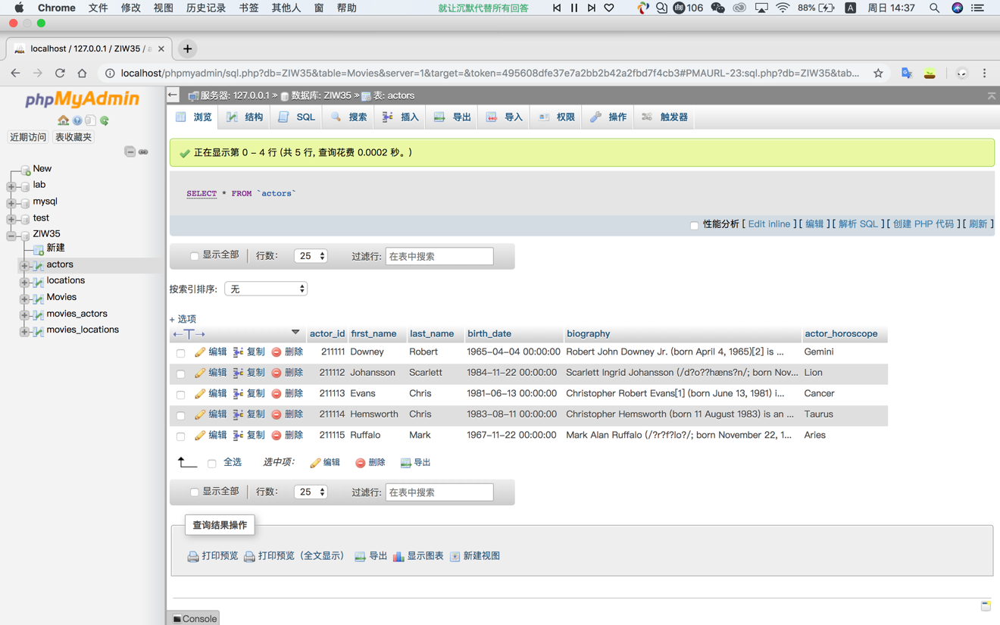 Chrome 文件 修改 视图 历史记录 书签 其他人 窗 帮助 就让沉默代替所有回答 106 88% A 周日 14:37
localhost / 127.0.0.1 / ZIW35 / a
localhost/phpmyadmin/sql.php?db=ZIW35&table=Movies&server=1&target=&token=495608dfe37e7a2bb2b42a2fbd7f4cb3#PMAURL-23:sql.php?db=ZIW35&tab...
phpMyAdmin
近期访问 表收藏夹
New
lab
mysql
test
ZIW35
新建
actors
locations
Movies
movies_actors
movies_locations
服务器: 127.0.0.1 » 数据库: ZIW35 » 表: actors
浏览 结构 SQL 搜索 插入 导出 导入 权限 操作 触发器
正在显示第 0 - 4 行 (共 5 行, 查询花费 0.0002 秒。)
SELECT * FROM `actors`
性能分析 [ Edit inline ] [ 编辑 ] [ 解析 SQL ] [ 创建 PHP 代码 ] [ 刷新 ]
显示全部 行数: 25 过滤行: 在表中搜索
按索引排序: 无
+ 选项
←T→ actor_id first_name last_name birth_date biography actor_horoscope
编辑 复制 删除 211111 Downey Robert 1965-04-04 00:00:00 Robert John Downey Jr. (born April 4, 1965)[2] is ... Gemini
编辑 复制 删除 211112 Johansson Scarlett 1984-11-22 00:00:00 Scarlett Ingrid Johansson (/d?o??hæns?n/; born Nov... Lion
编辑 复制 删除 211113 Evans Chris 1981-06-13 00:00:00 Christopher Robert Evans[1] (born June 13, 1981) i... Cancer
编辑 复制 删除 211114 Hemsworth Chris 1983-08-11 00:00:00 Christopher Hemsworth (born 11 August 1983) is an ... Taurus
编辑 复制 删除 211115 Ruffalo Mark 1967-11-22 00:00:00 Mark Alan Ruffalo (/?r?f?lo?/; born November 22, 1... Aries
全选 选中项: 编辑 删除 导出
显示全部 行数: 25 过滤行: 在表中搜索
查询结果操作
打印预览 打印预览（全文显示） 导出 显示图表 新建视图
Console